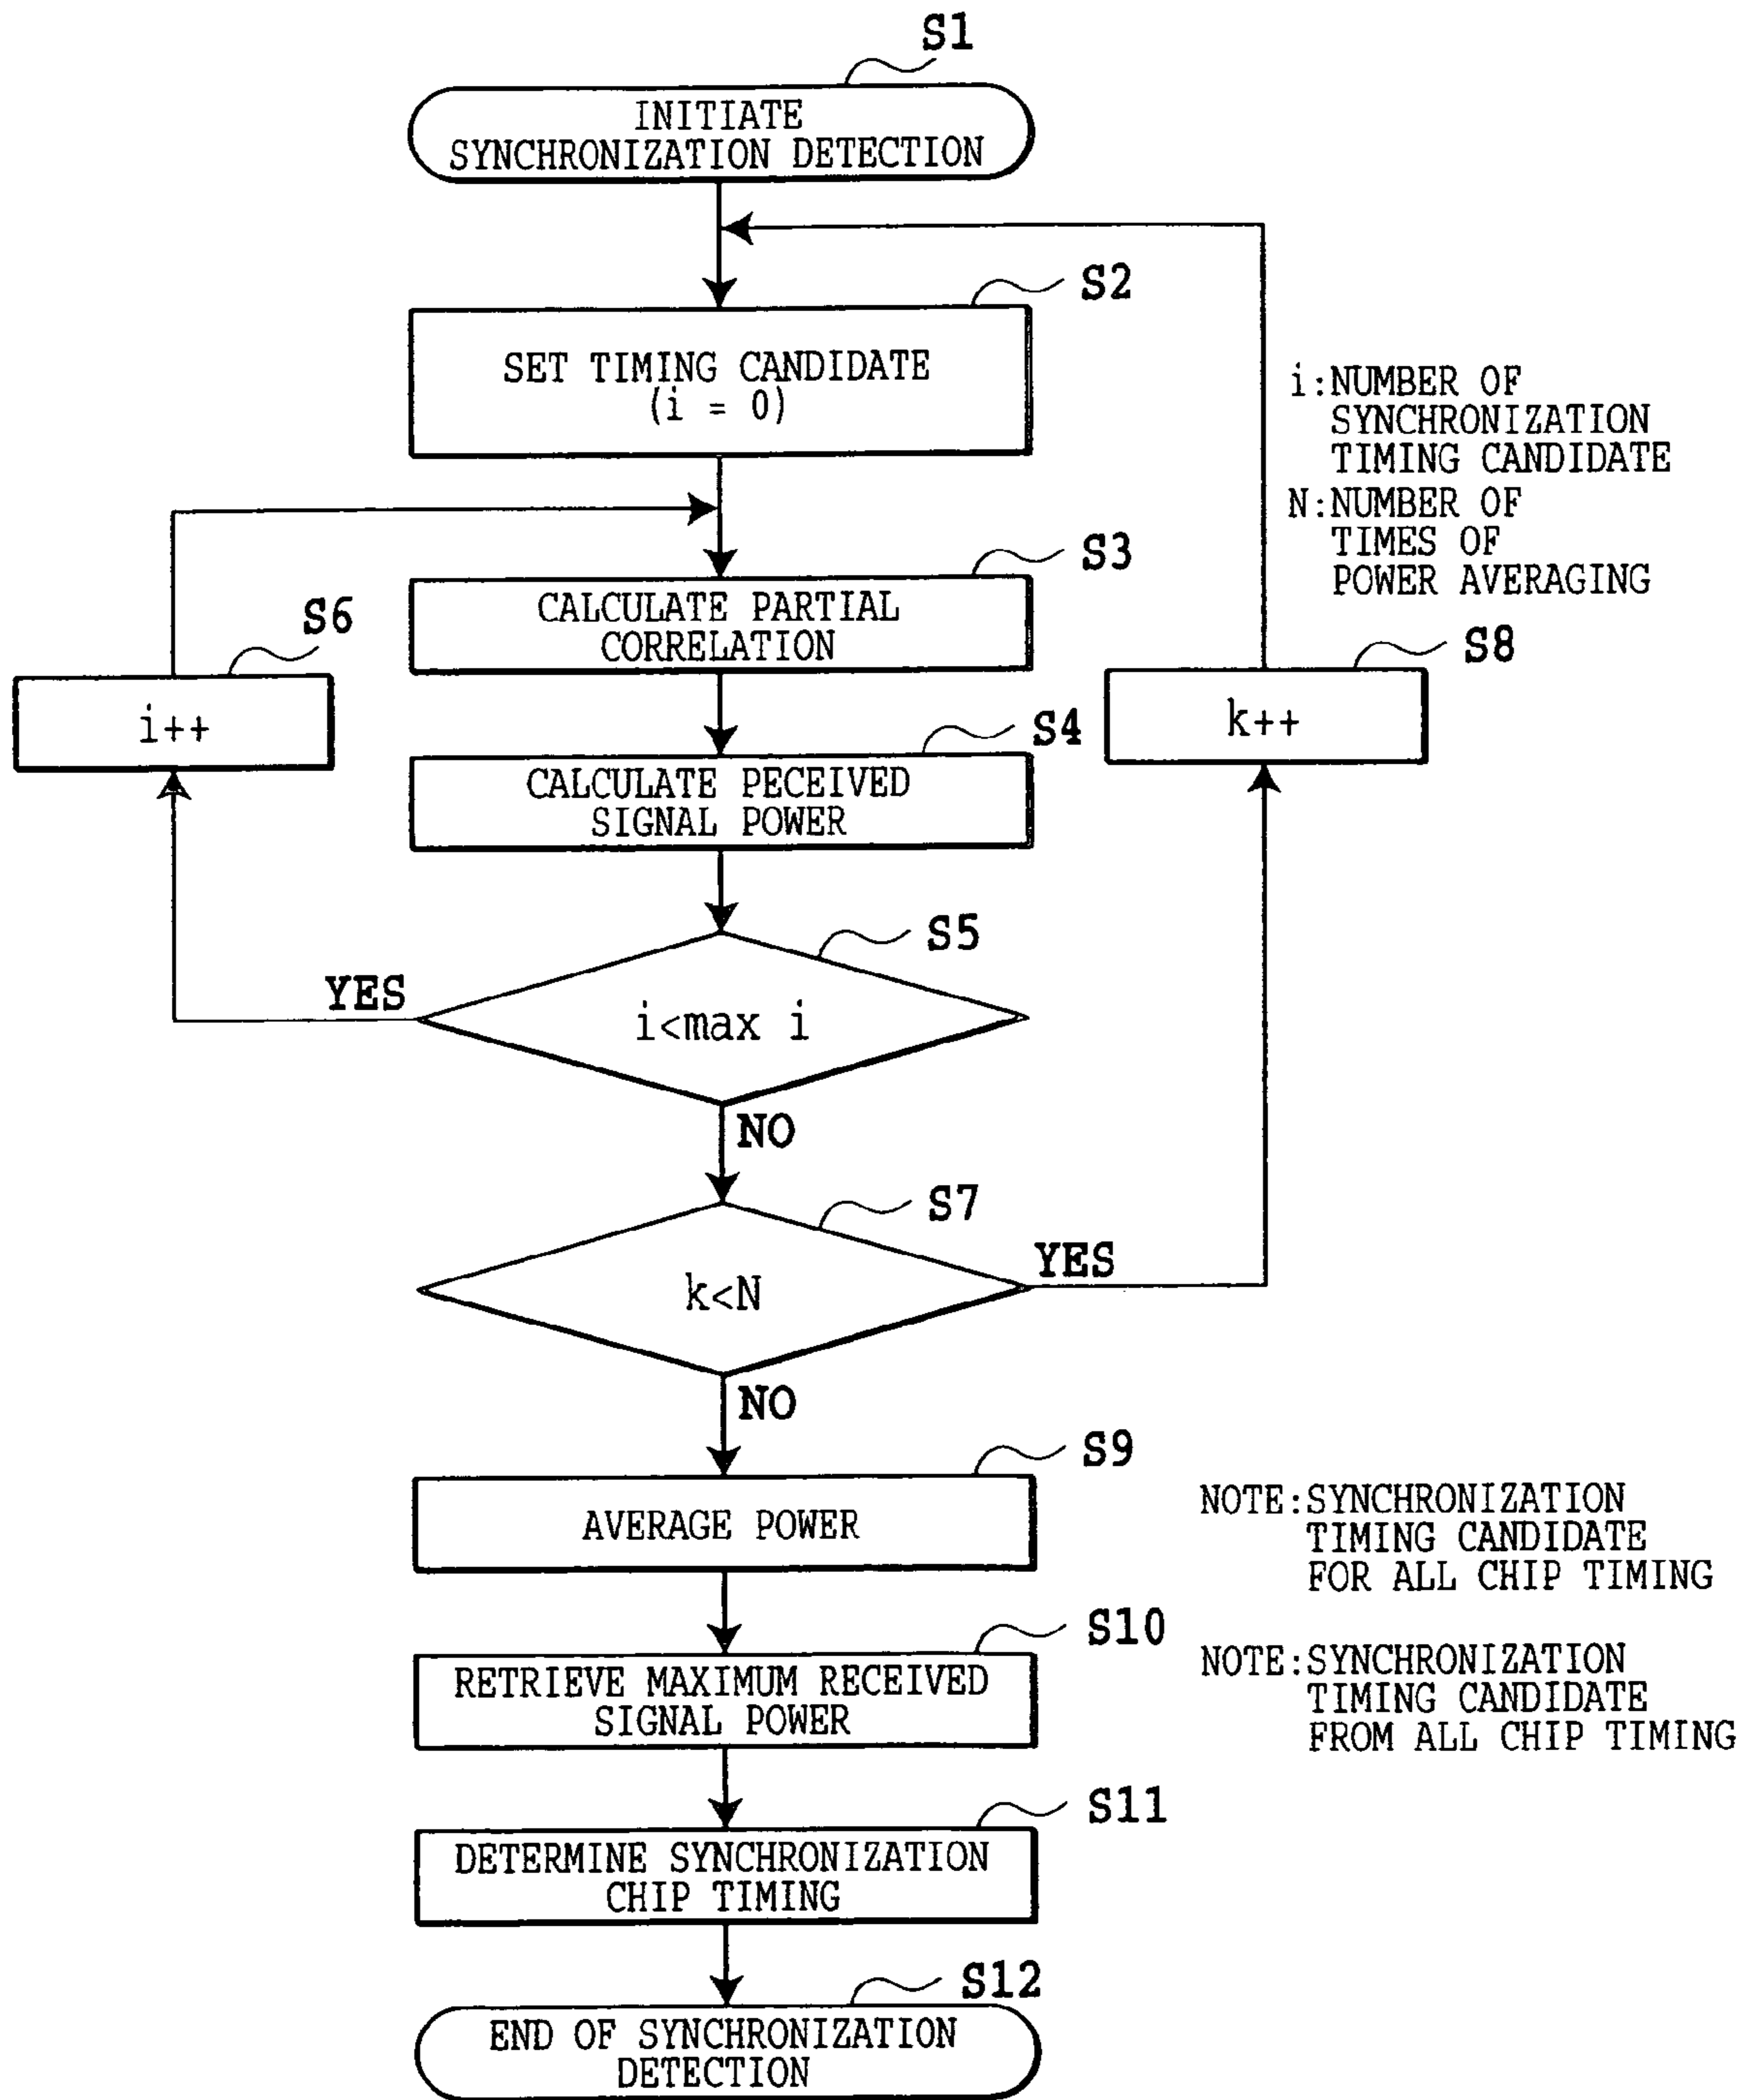 S1
INITIATE
SYNCHRONIZATION DETECTION
S2
SET TIMING CANDIDATE
(i = 0)
i:NUMBER OF
SYNCHRONIZATION
TIMING CANDIDATE
N:NUMBER OF
TIMES OF
POWER AVERAGING
S3
CALCULATE PARTIAL
CORRELATION
S6
i++
S8
k++
S4
CALCULATE PECEIVED
SIGNAL POWER
S5
YES
i<max i
NO
S7
YES
k<N
NO
S9
AVERAGE POWER
NOTE:SYNCHRONIZATION
TIMING CANDIDATE
FOR ALL CHIP TIMING
S10
RETRIEVE MAXIMUM RECEIVED
SIGNAL POWER
NOTE:SYNCHRONIZATION
TIMING CANDIDATE
FROM ALL CHIP TIMING
S11
DETERMINE SYNCHRONIZATION
CHIP TIMING
S12
END OF SYNCHRONIZATION
DETECTION